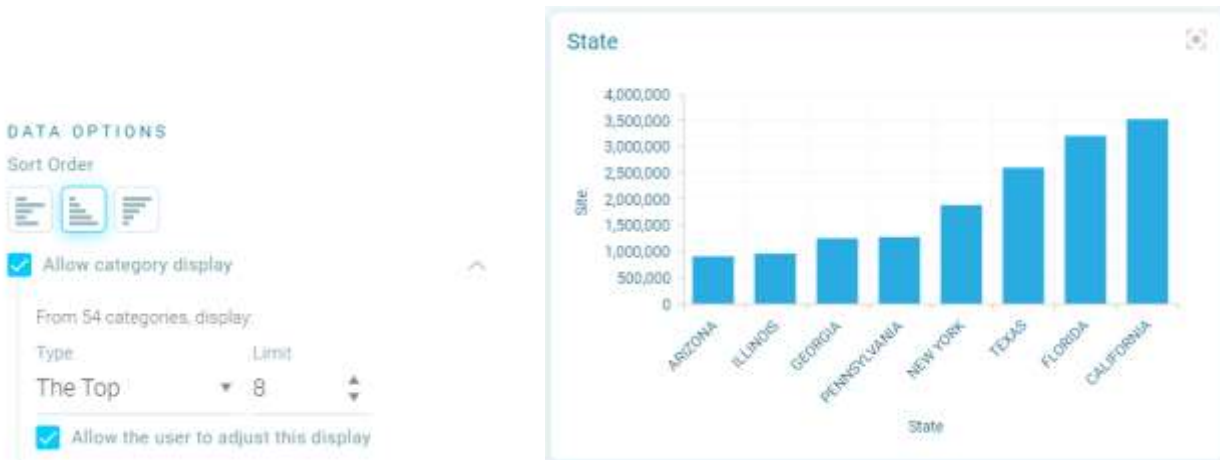 DATA OPTIONS
Sort Order
Allow category display
From 54 categories, display:
Type
Limit
The Top
8
Allow the user to adjust this display
State
4,000,000
3,500,000
3,000,000
2,500,000
2,000,000
1,500,000
1,000,000
500,000
0
Site
ARIZONA
ILLINOIS
GEORGIA
PENNSYLVANIA
NEW YORK
TEXAS
FLORIDA
CALIFORNIA
State